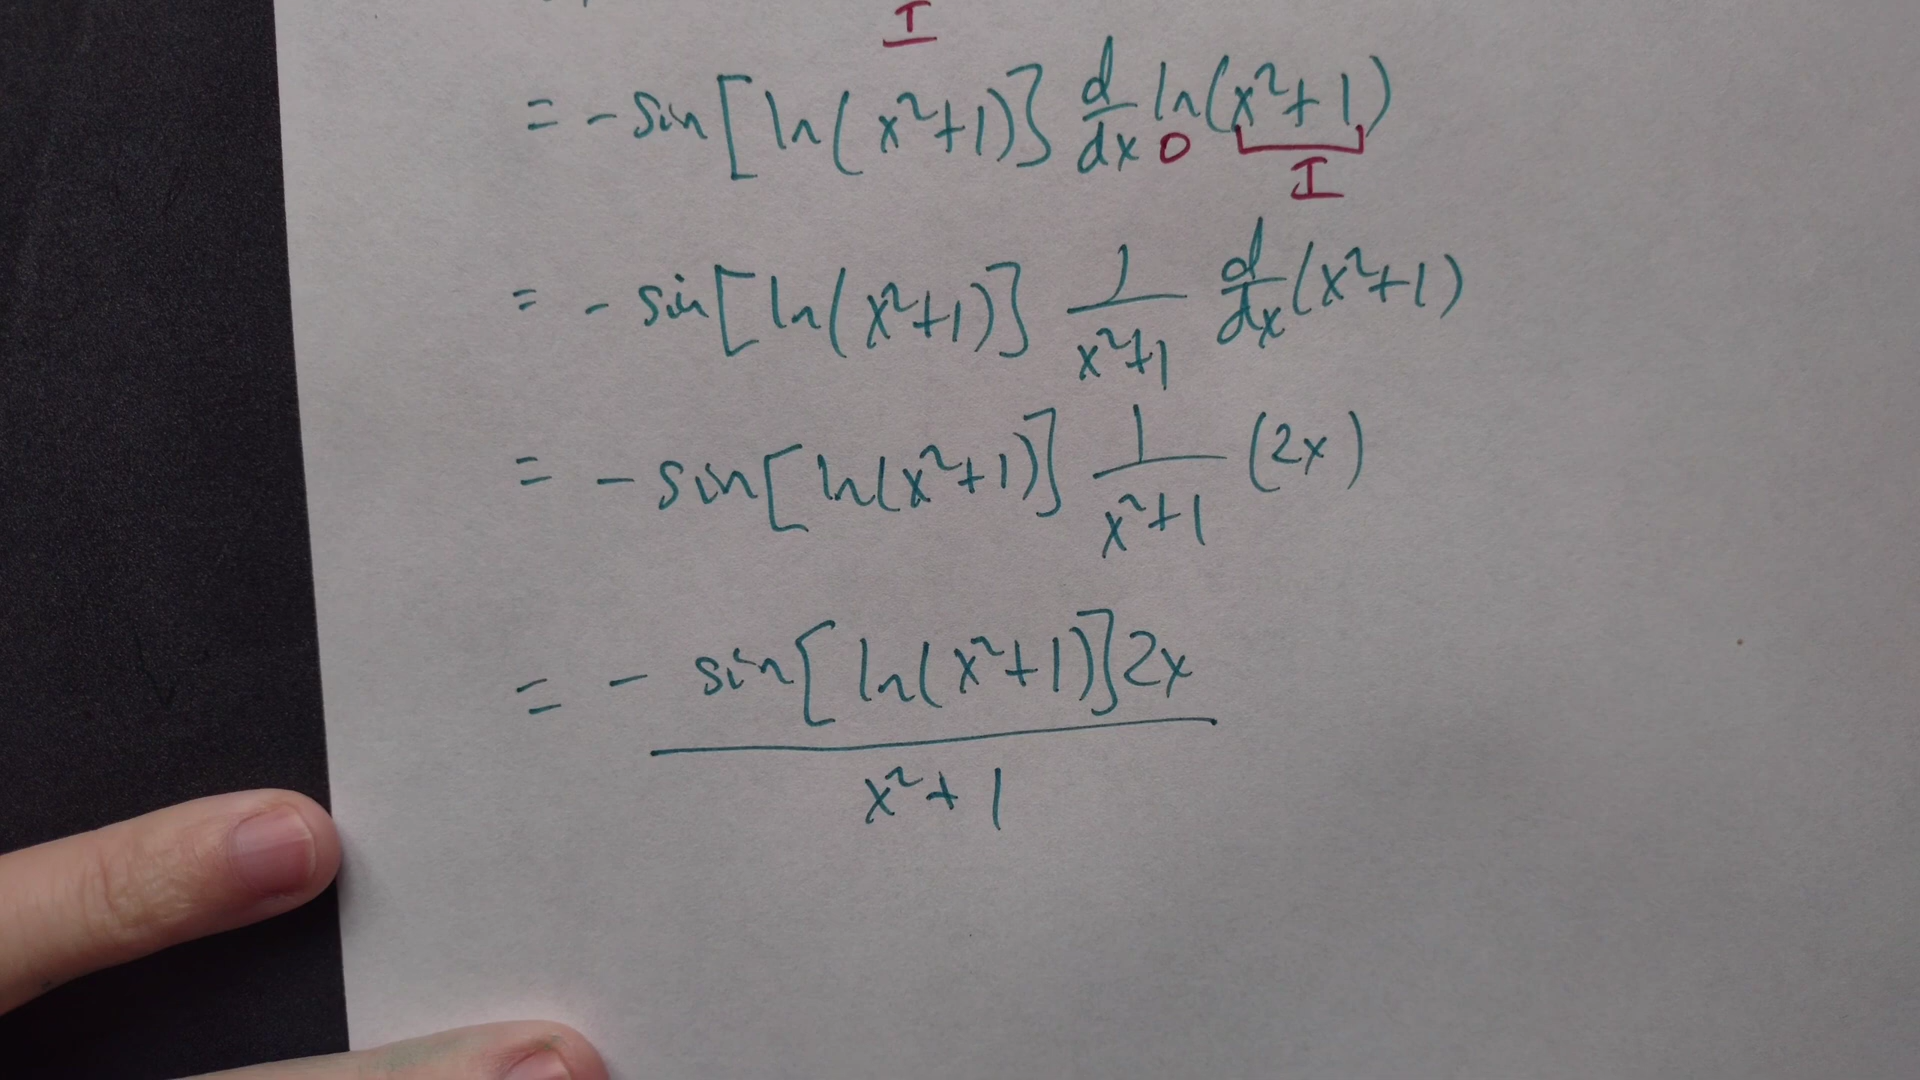 I
= - sin[ln(x²+1)] d/dx ln(x²+1)
O I
= - sin[ln(x²+1)] 1/x²+1 d/dx (x²+1)
= - sin[ln(x²+1)] 1/x²+1 (2x)
= - sin[ln(x²+1)]2x
x²+1